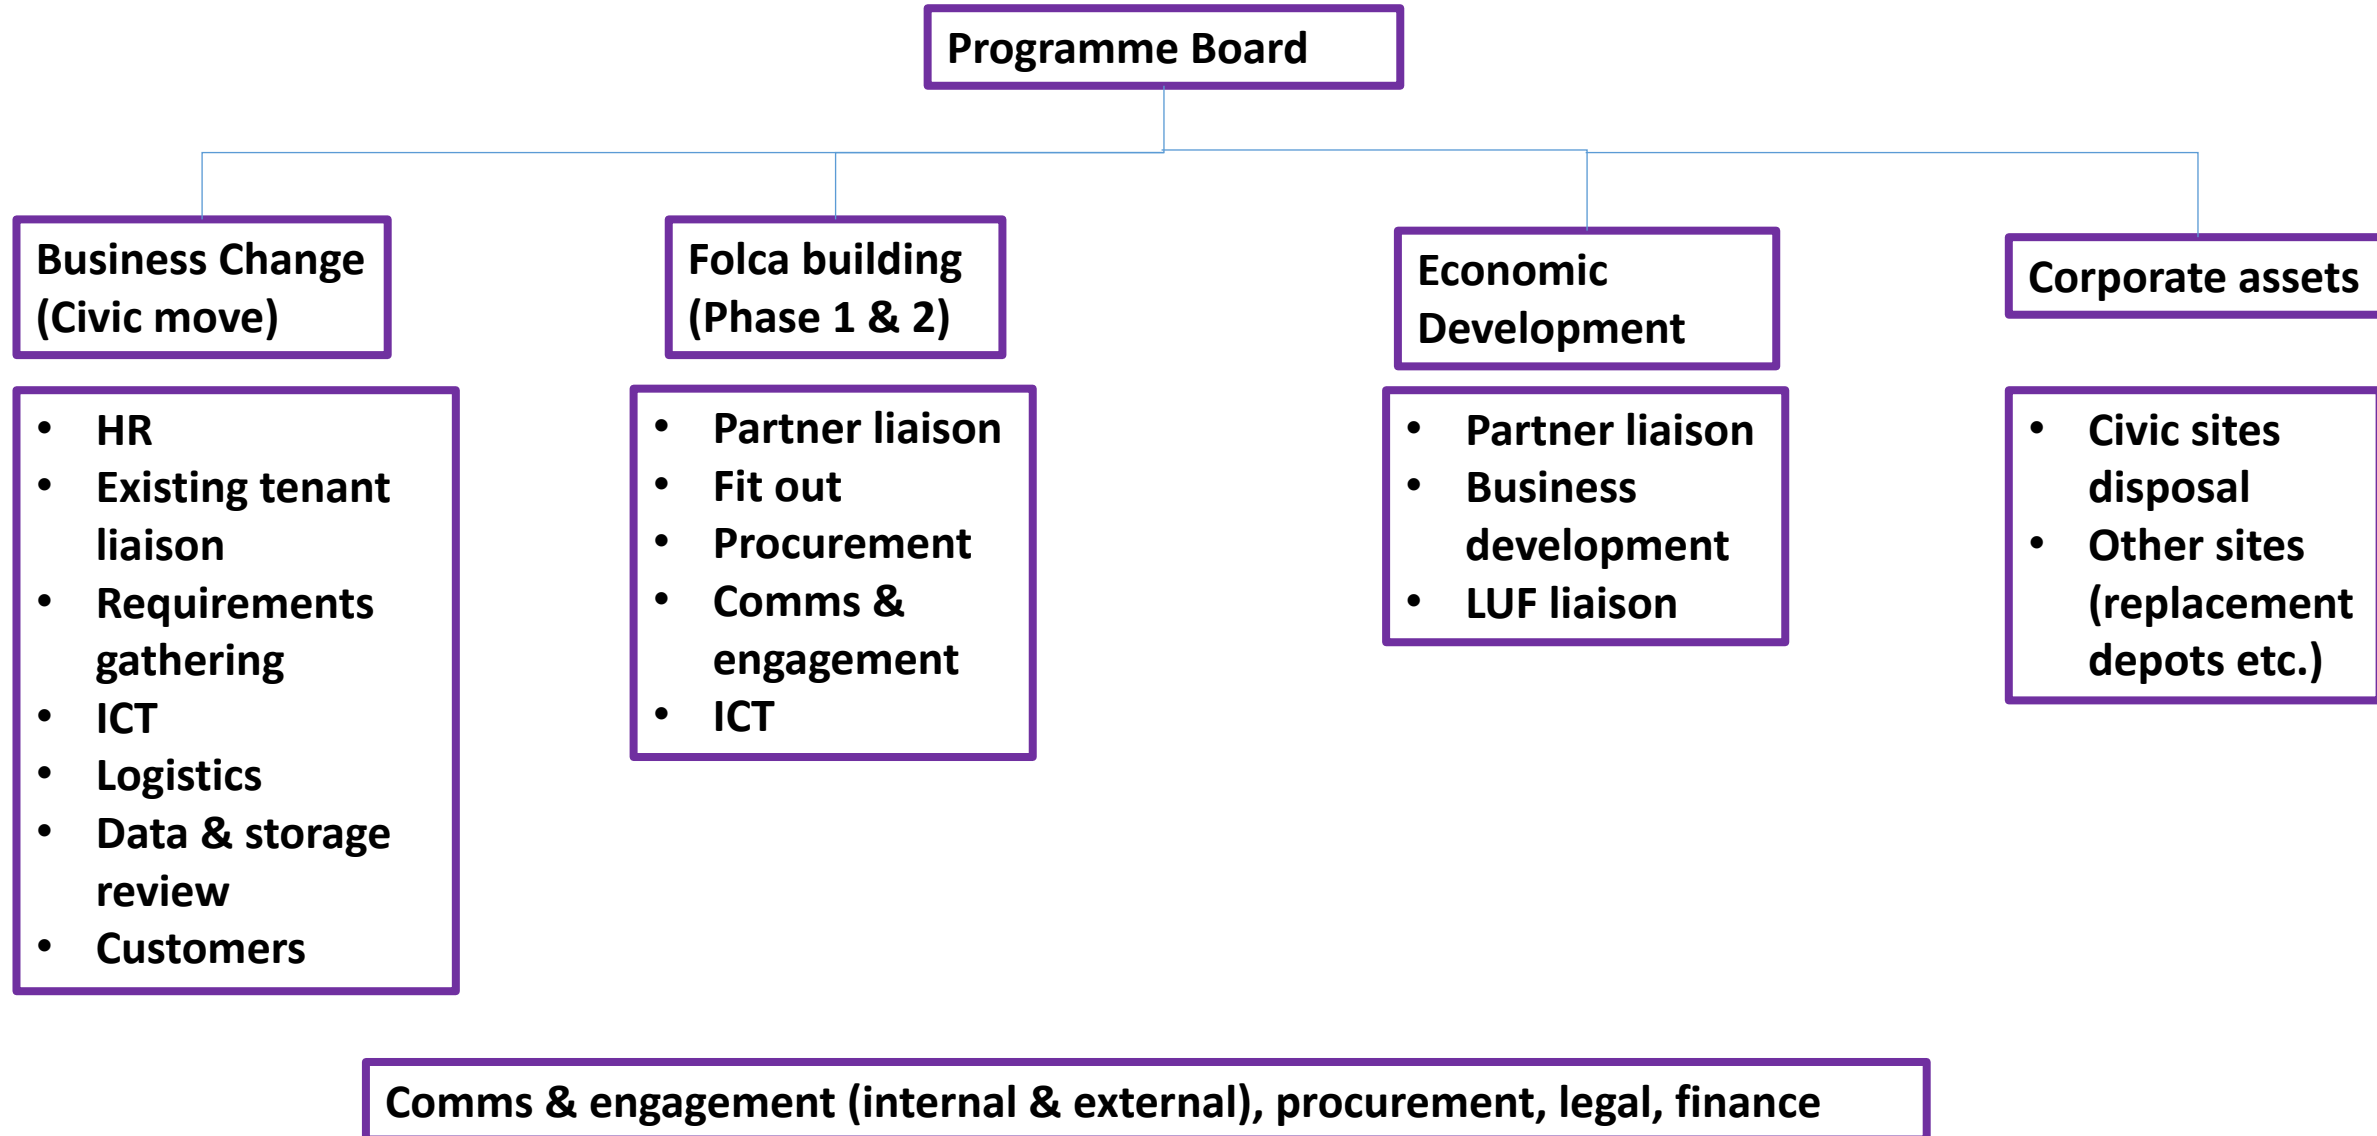 Programme Board
Business Change
(Civic move)
Folca building
(Phase 1 & 2)
Economic
Development
Corporate assets
• HR
• Existing tenant
liaison
• Requirements
gathering
• ICT
• Logistics
• Data & storage
review
• Customers
• Partner liaison
• Fit out
• Procurement
• Comms &
engagement
• ICT
• Partner liaison
• Business
development
• LUF liaison
• Civic sites
disposal
• Other sites
(replacement
depots etc.)
Comms & engagement (internal & external), procurement, legal, finance